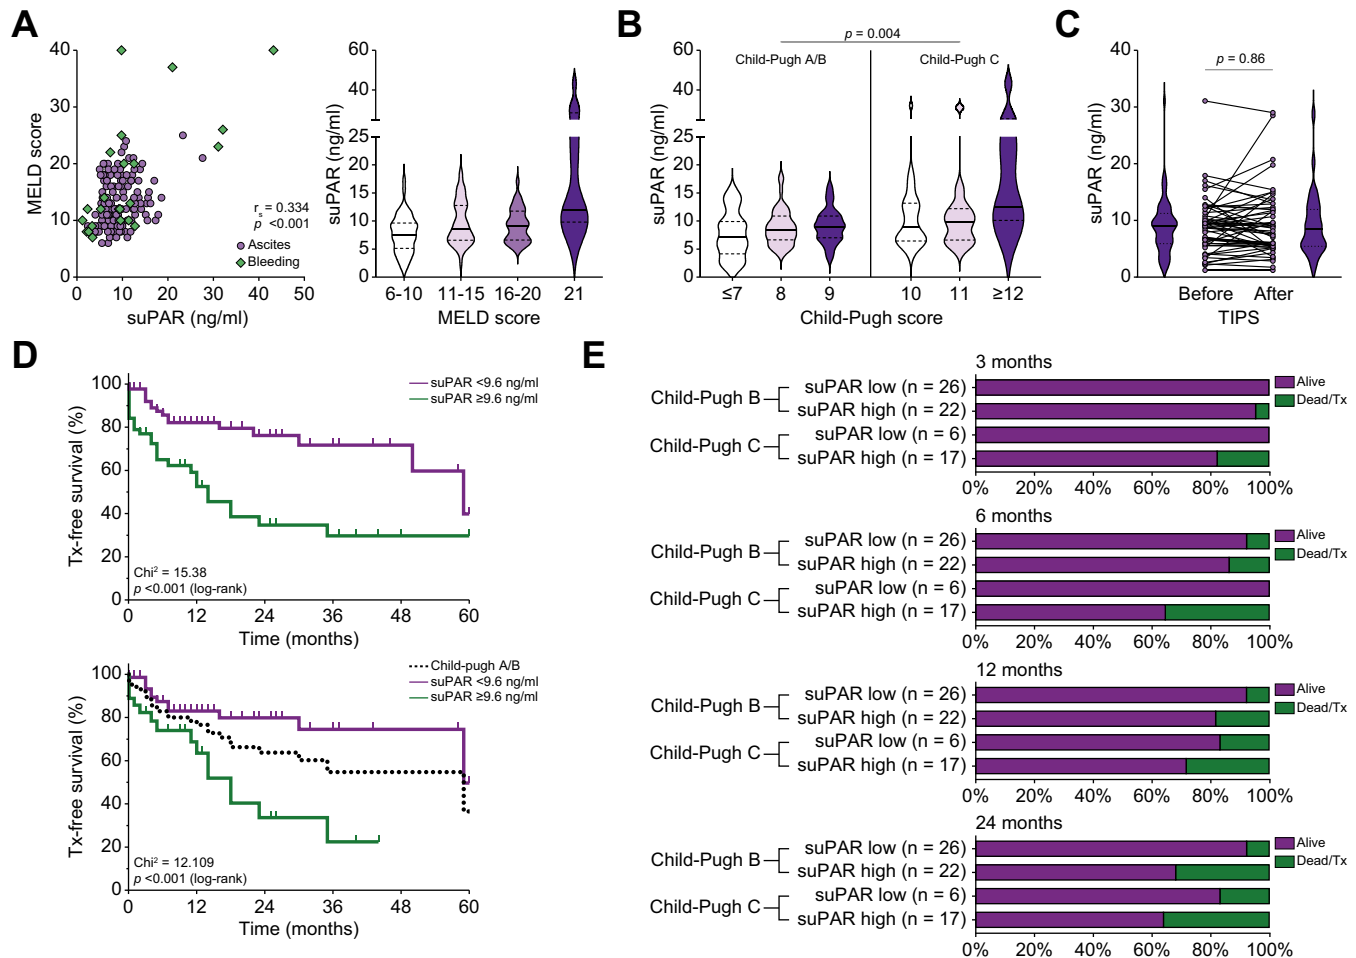 A
MELD score
40
30
20
10
0
0 10 20 30 40 50
suPAR (ng/ml)
rs = 0.334
p <0.001
Ascites
Bleeding
suPAR (ng/ml)
60
40
25
20
15
10
5
0
6-10 11-15 16-20 21
MELD score
B
p = 0.004
Child-Pugh A/B Child-Pugh C
suPAR (ng/ml)
60
40
25
20
15
10
5
0
≤7 8 9 10 11 ≥12
Child-Pugh score
C
p = 0.86
suPAR (ng/ml)
40
30
20
10
0
Before After
TIPS
D
suPAR <9.6 ng/ml
suPAR ≥9.6 ng/ml
Tx-free survival (%)
100
80
60
40
20
0
Chi² = 15.38
p <0.001 (log-rank)
0 12 24 36 48 60
Time (months)
Child-pugh A/B
suPAR <9.6 ng/ml
suPAR ≥9.6 ng/ml
Tx-free survival (%)
100
80
60
40
20
0
Chi² = 12.109
p <0.001 (log-rank)
0 12 24 36 48 60
Time (months)
E
3 months
Child-Pugh B
suPAR low (n = 26)
suPAR high (n = 22)
Child-Pugh C
suPAR low (n = 6)
suPAR high (n = 17)
Alive
Dead/Tx
0% 20% 40% 60% 80% 100%
6 months
Child-Pugh B
suPAR low (n = 26)
suPAR high (n = 22)
Child-Pugh C
suPAR low (n = 6)
suPAR high (n = 17)
Alive
Dead/Tx
0% 20% 40% 60% 80% 100%
12 months
Child-Pugh B
suPAR low (n = 26)
suPAR high (n = 22)
Child-Pugh C
suPAR low (n = 6)
suPAR high (n = 17)
Alive
Dead/Tx
0% 20% 40% 60% 80% 100%
24 months
Child-Pugh B
suPAR low (n = 26)
suPAR high (n = 22)
Child-Pugh C
suPAR low (n = 6)
suPAR high (n = 17)
Alive
Dead/Tx
0% 20% 40% 60% 80% 100%